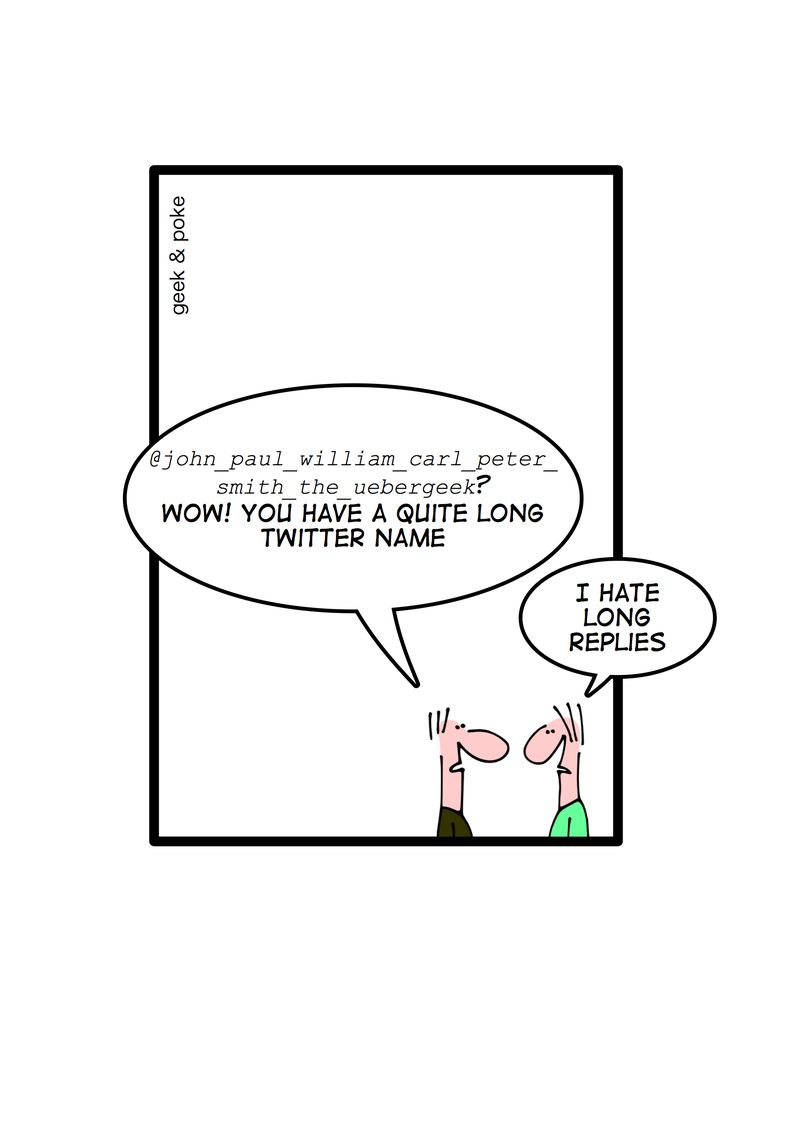 geek & poke
@john_paul_william_carl_peter_
smith_the_uebergeek?
WOW! YOU HAVE A QUITE LONG
TWITTER NAME
I HATE
LONG
REPLIES